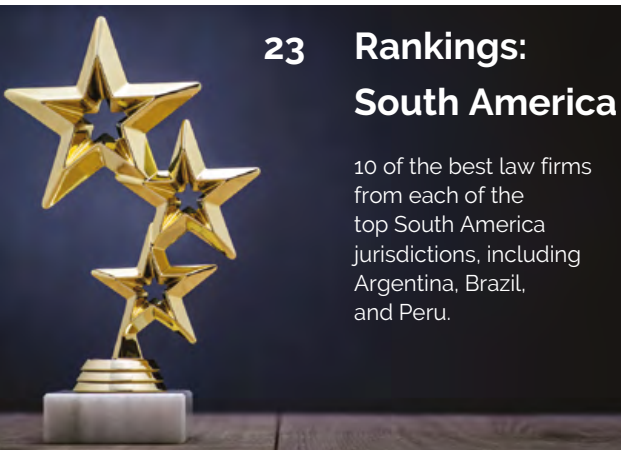 23 Rankings:
South America
10 of the best law firms
from each of the
top South America
jurisdictions, including
Argentina, Brazil,
and Peru.